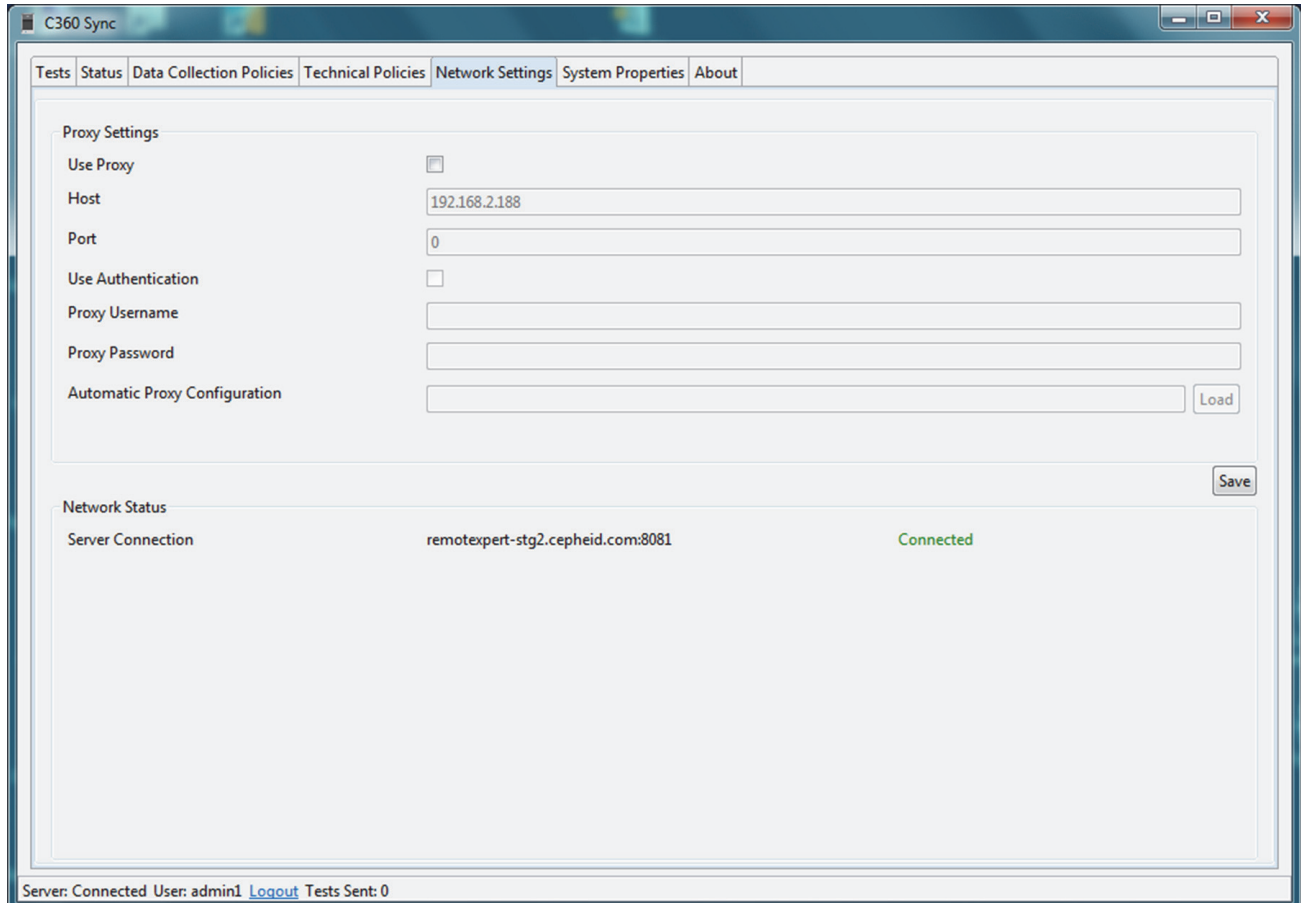 C360 Sync
Tests Status Data Collection Policies Technical Policies Network Settings System Properties About
Proxy Settings
Use Proxy
Host 192.168.2.188
Port 0
Use Authentication
Proxy Username
Proxy Password
Automatic Proxy Configuration Load
Save
Network Status
Server Connection remotexpert-stg2.cepheid.com:8081 Connected
Server: Connected User: admin1 Logout Tests Sent: 0